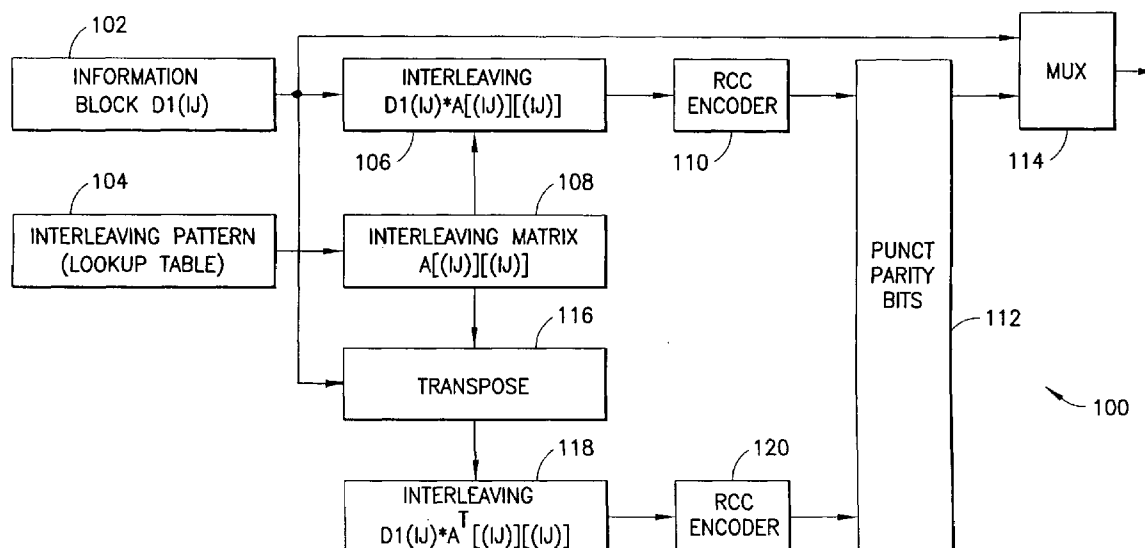 102
INFORMATION
BLOCK D1(IJ)
INTERLEAVING
D1(IJ)*A[(IJ)][(IJ)]
106
RCC
ENCODER
110
MUX
114
104
INTERLEAVING PATTERN
(LOOKUP TABLE)
108
INTERLEAVING MATRIX
A[(IJ)][(IJ)]
PUNCT
PARITY
BITS
112
116
TRANSPOSE
100
118
INTERLEAVING
D1(IJ)*A^T [(IJ)][(IJ)]
120
RCC
ENCODER